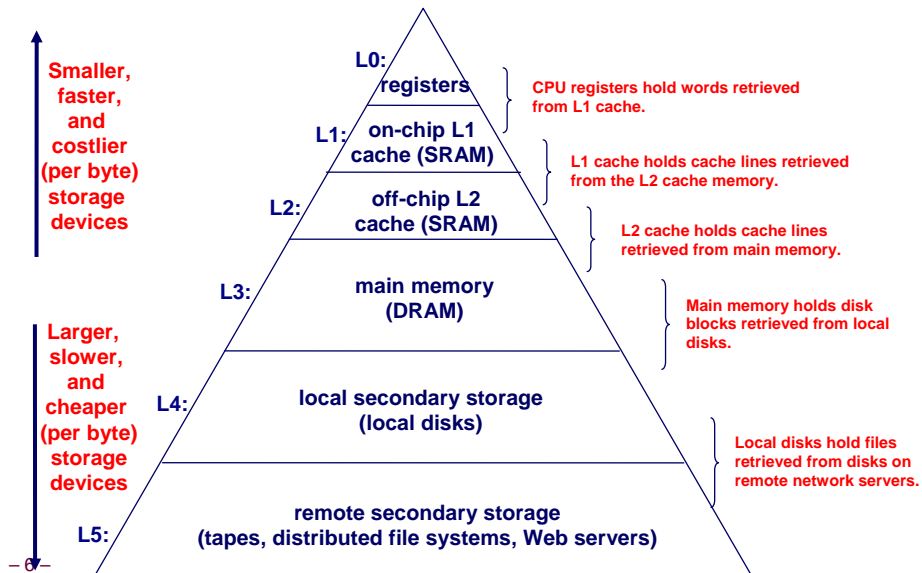 Smaller,
faster,
and
costlier
(per byte)
storage
devices
Larger,
slower,
and
cheaper
(per byte)
storage
devices
L0:
registers
L1:
on-chip L1
cache (SRAM)
L2:
off-chip L2
cache (SRAM)
L3:
main memory
(DRAM)
L4:
local secondary storage
(local disks)
L5:
remote secondary storage
(tapes, distributed file systems, Web servers)
CPU registers hold words retrieved
from L1 cache.
L1 cache holds cache lines retrieved
from the L2 cache memory.
L2 cache holds cache lines
retrieved from main memory.
Main memory holds disk
blocks retrieved from local
disks.
Local disks hold files
retrieved from disks on
remote network servers.
– 6 –